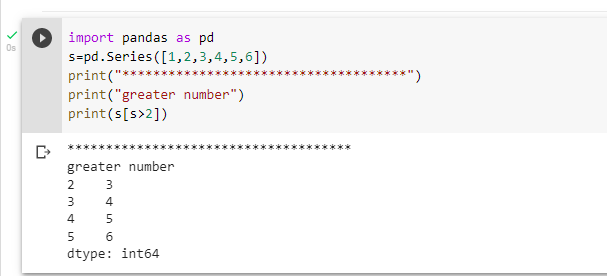 0s
import pandas as pd
s=pd.Series([1,2,3,4,5,6])
print("*************************************")
print("greater number")
print(s[s>2])
*************************************
greater number
2    3
3    4
4    5
5    6
dtype: int64